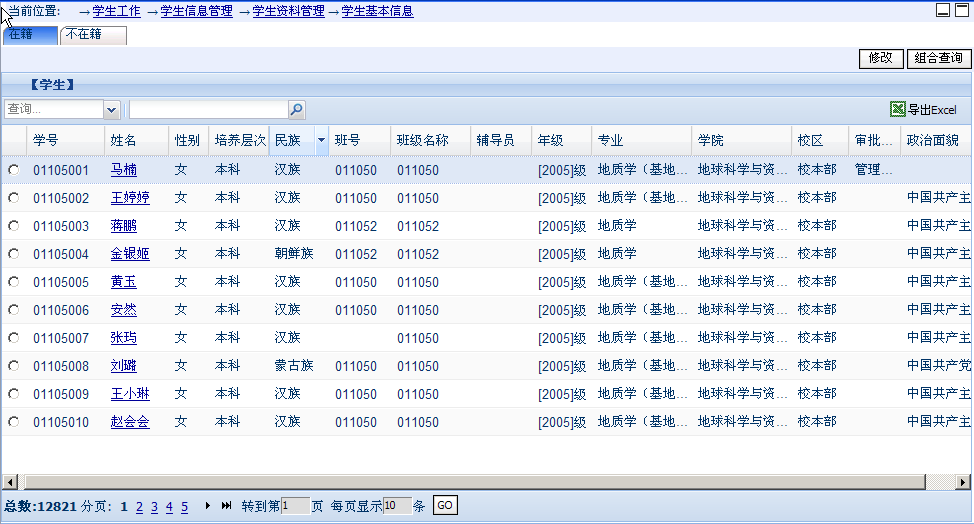 当前位置: →学生工作 →学生信息管理 →学生资料管理 →学生基本信息
在籍 不在籍
修改 组合查询
【学生】
查询... 导出Excel
学号 姓名 性别 培养层次 民族 班号 班级名称 辅导员 年级 专业 学院 校区 审批... 政治面貌
01105001 马楠 女 本科 汉族 011050 011050 [2005]级 地质学（基地... 地球科学与资... 校本部 管理...
01105002 王婷婷 女 本科 汉族 011050 011050 [2005]级 地质学（基地... 地球科学与资... 校本部 中国共产主
01105003 蒋鹏 女 本科 汉族 011052 011052 [2005]级 地质学 地球科学与资... 校本部 中国共产主
01105004 金银姬 女 本科 朝鲜族 011052 011052 [2005]级 地质学 地球科学与资... 校本部 中国共产主
01105005 黄玉 女 本科 汉族 011050 011050 [2005]级 地质学（基地... 地球科学与资... 校本部 中国共产主
01105006 安然 女 本科 汉族 011050 011050 [2005]级 地质学（基地... 地球科学与资... 校本部 中国共产主
01105007 女 本科 汉族 011050 [2005]级 地质学（基地... 地球科学与资... 校本部 中国共产主
01105008 刘璐 女 本科 蒙古族 011050 011050 [2005]级 地质学（基地... 地球科学与资... 校本部 中国共产党
01105009 王小琳 女 本科 汉族 011050 011050 [2005]级 地质学（基地... 地球科学与资... 校本部 中国共产主
01105010 赵会会 女 本科 汉族 011050 011050 [2005]级 地质学（基地... 地球科学与资... 校本部 中国共产主
总数:12821 分页: 1 2 3 4 5 转到第1页 每页显示10条 GO